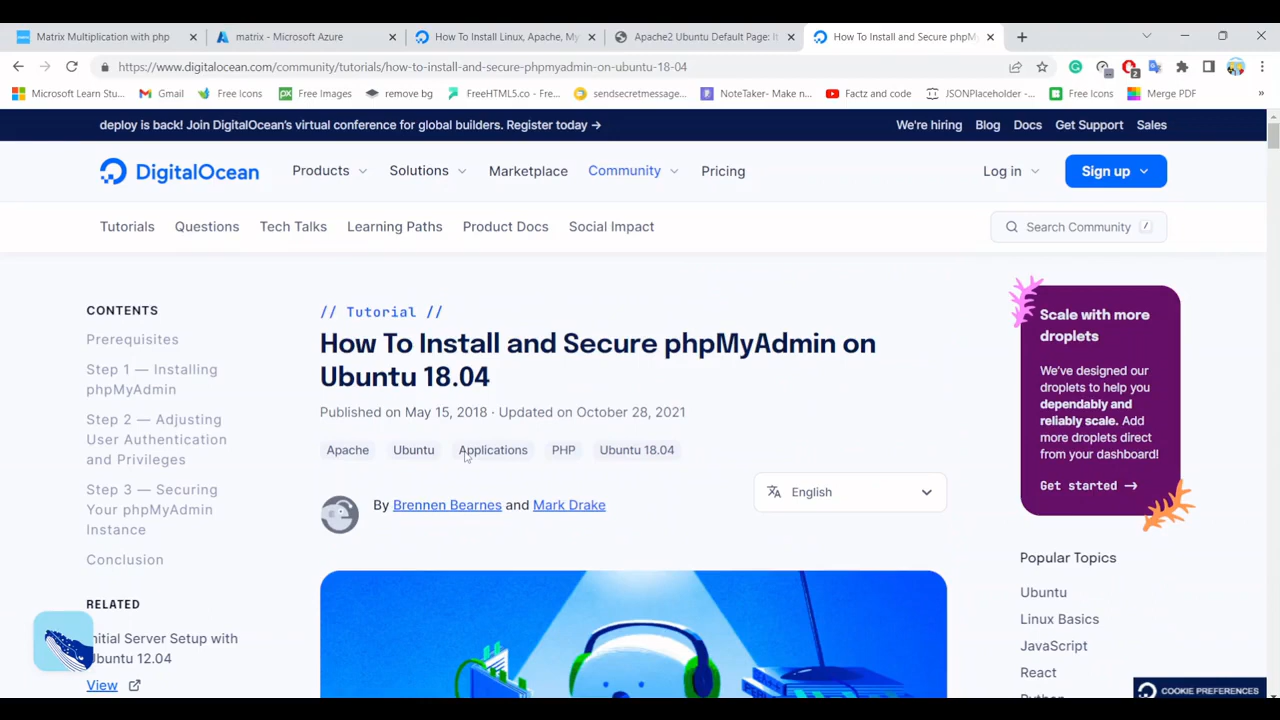 Matrix Multiplication with php
matrix - Microsoft Azure
How To Install Linux, Apache, My
Apache2 Ubuntu Default Page: It
How To Install and Secure phpM
https://www.digitalocean.com/community/tutorials/how-to-install-and-secure-phpmyadmin-on-ubuntu-18-04
Microsoft Learn Stu...
Gmail
Free Icons
Free Images
remove bg
FreeHTML5.co - Fre...
sendsecretmessage...
NoteTaker- Make n...
Factz and code
JSONPlaceholder -...
Free Icons
Merge PDF
deploy is back! Join DigitalOcean's virtual conference for global builders. Register today →
We're hiring
Blog
Docs
Get Support
Sales
DigitalOcean
Products
Solutions
Marketplace
Community
Pricing
Log in
Sign up
Tutorials
Questions
Tech Talks
Learning Paths
Product Docs
Social Impact
Search Community /
CONTENTS
Prerequisites
Step 1 — Installing
phpMyAdmin
Step 2 — Adjusting
User Authentication
and Privileges
Step 3 — Securing
Your phpMyAdmin
Instance
Conclusion
RELATED
Initial Server Setup with
Ubuntu 12.04
View
// Tutorial //
How To Install and Secure phpMyAdmin on
Ubuntu 18.04
Published on May 15, 2018 · Updated on October 28, 2021
Apache
Ubuntu
Applications
PHP
Ubuntu 18.04
By Brennen Bearnes and Mark Drake
English
Scale with more
droplets
We've designed our
droplets to help you
dependably and
reliably scale. Add
more droplets direct
from your dashboard!
Get started →
Popular Topics
Ubuntu
Linux Basics
JavaScript
React
Python
COOKIE PREFERENCES